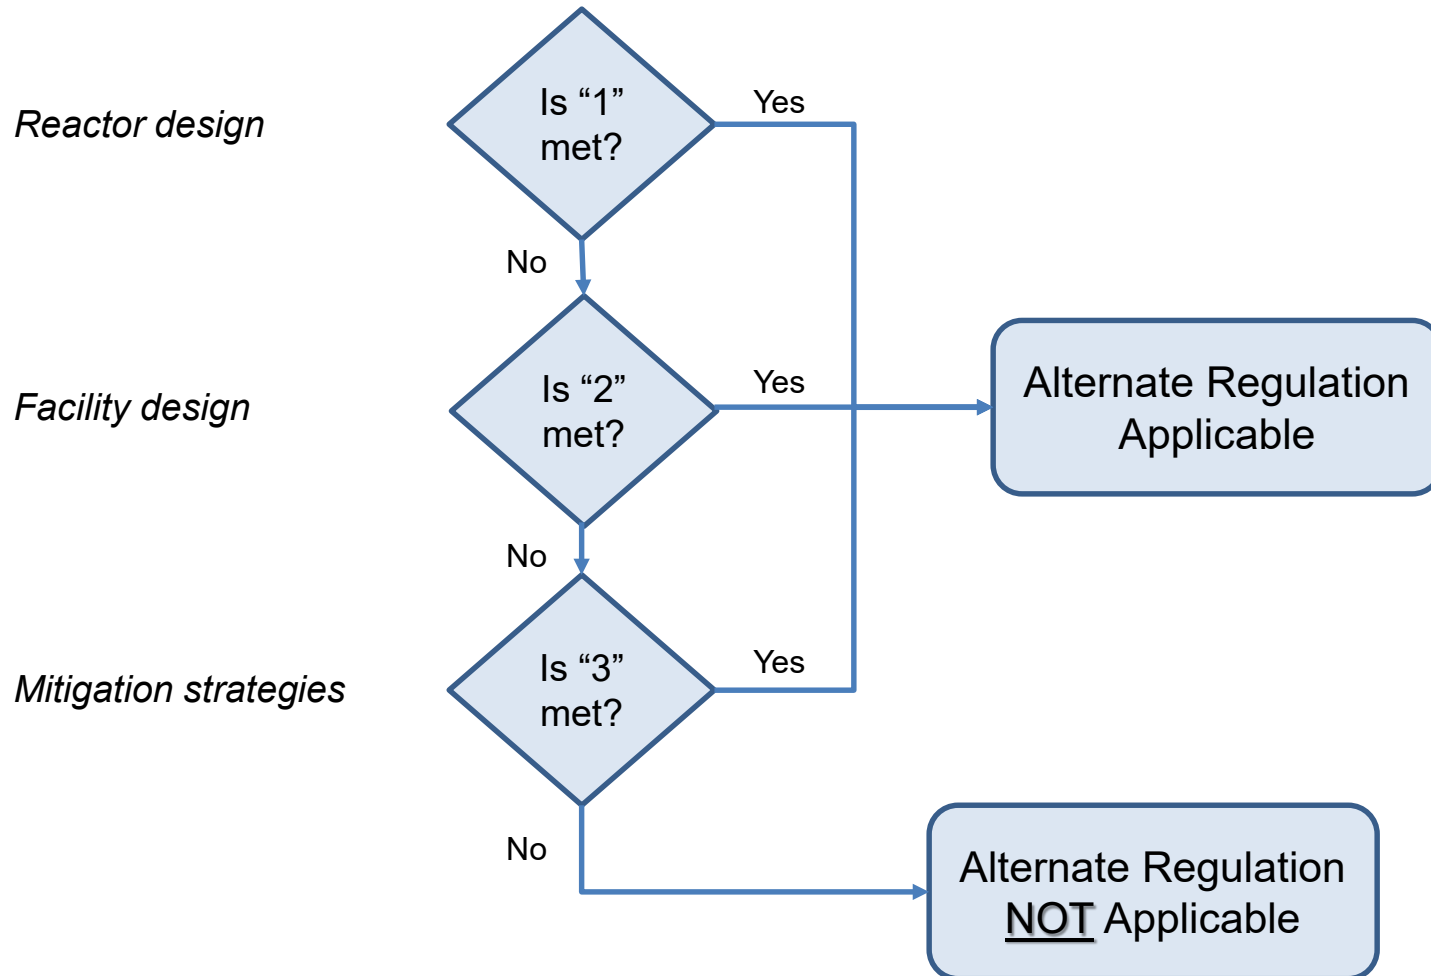 Is “1”
met?
Yes
Reactor design
No
Is “2”
met?
Yes
Facility design
Alternate Regulation
Applicable
No
Is “3”
met?
Yes
Mitigation strategies
No
Alternate Regulation
NOT Applicable